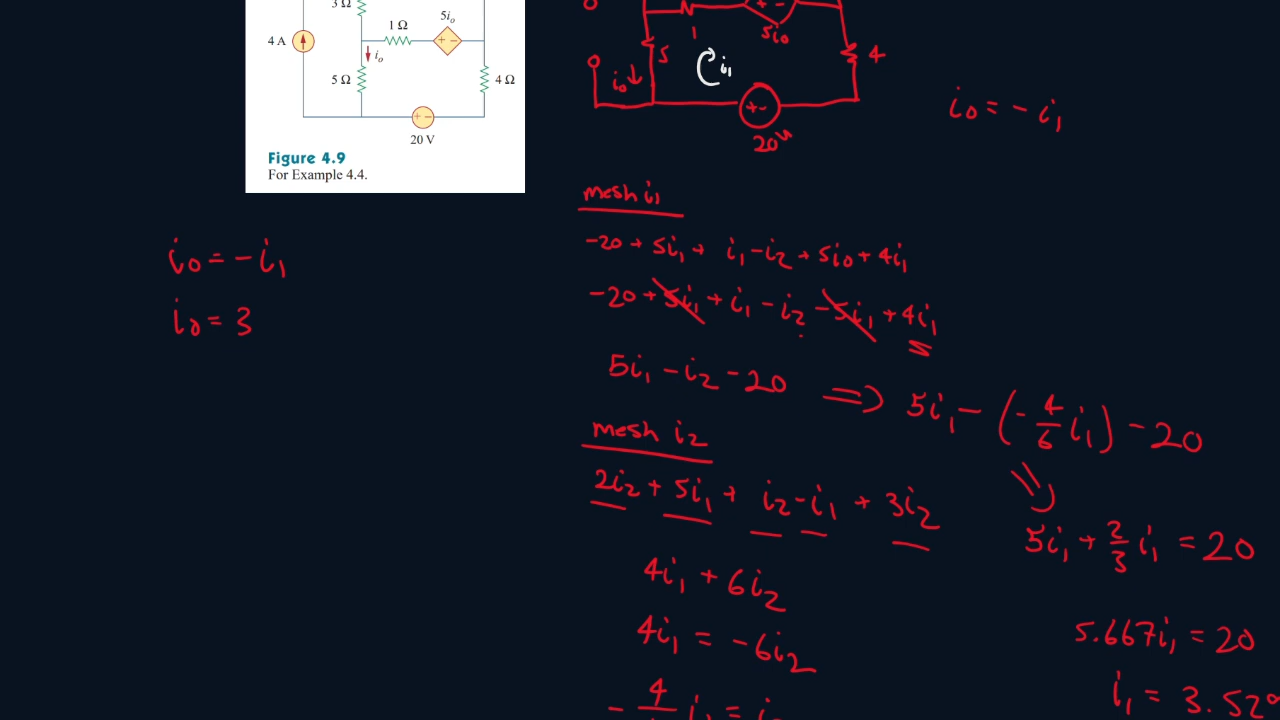 3 Ω
4 A
1 Ω
5i₀
i₀
5 Ω
4 Ω
+ −
20 V
Figure 4.9
For Example 4.4.
+ −
1
5i₀
5
i₁
4
i₀
+ −
20v
i₀ = −i₁
i₀ = −i₁
i₀ = 3
mesh i₁
−20 + 5i₁ + i₁ − i₂ + 5i₀ + 4i₁
−20 + 5i₁ + i₁ − i₂ − 5i₁ + 4i₁
5i₁ − i₂ − 20 ⇒ 5i₁ − (− 4/6 i₁) − 20
mesh i₂
2i₂ + 5i₁ + i₂ − i₁ + 3i₂
5i₁ + 2/3 i₁ = 20
4i₁ + 6i₂
4i₁ = −6i₂
5.667i₁ = 20
i₁ = 3.52